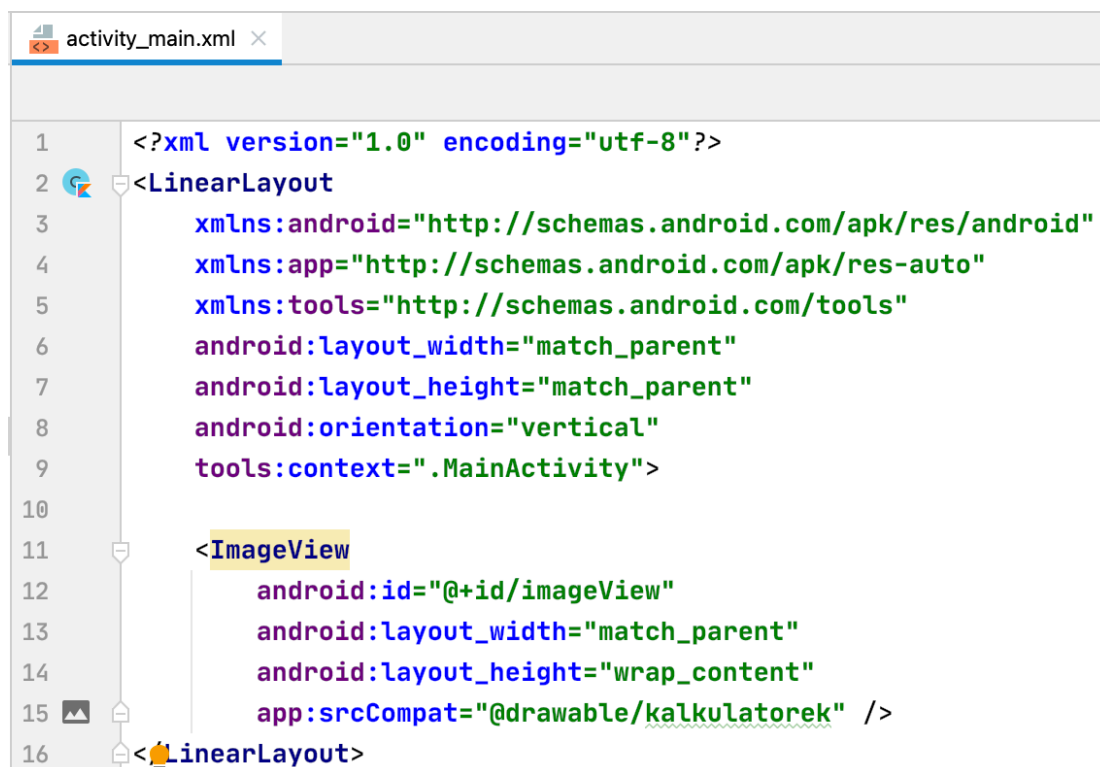 activity_main.xml
1 <?xml version="1.0" encoding="utf-8"?>
2 <LinearLayout
3 xmlns:android="http://schemas.android.com/apk/res/android"
4 xmlns:app="http://schemas.android.com/apk/res-auto"
5 xmlns:tools="http://schemas.android.com/tools"
6 android:layout_width="match_parent"
7 android:layout_height="match_parent"
8 android:orientation="vertical"
9 tools:context=".MainActivity">
10
11 <ImageView
12 android:id="@+id/imageView"
13 android:layout_width="match_parent"
14 android:layout_height="wrap_content"
15 app:srcCompat="@drawable/kalkulatorek" />
16 </LinearLayout>